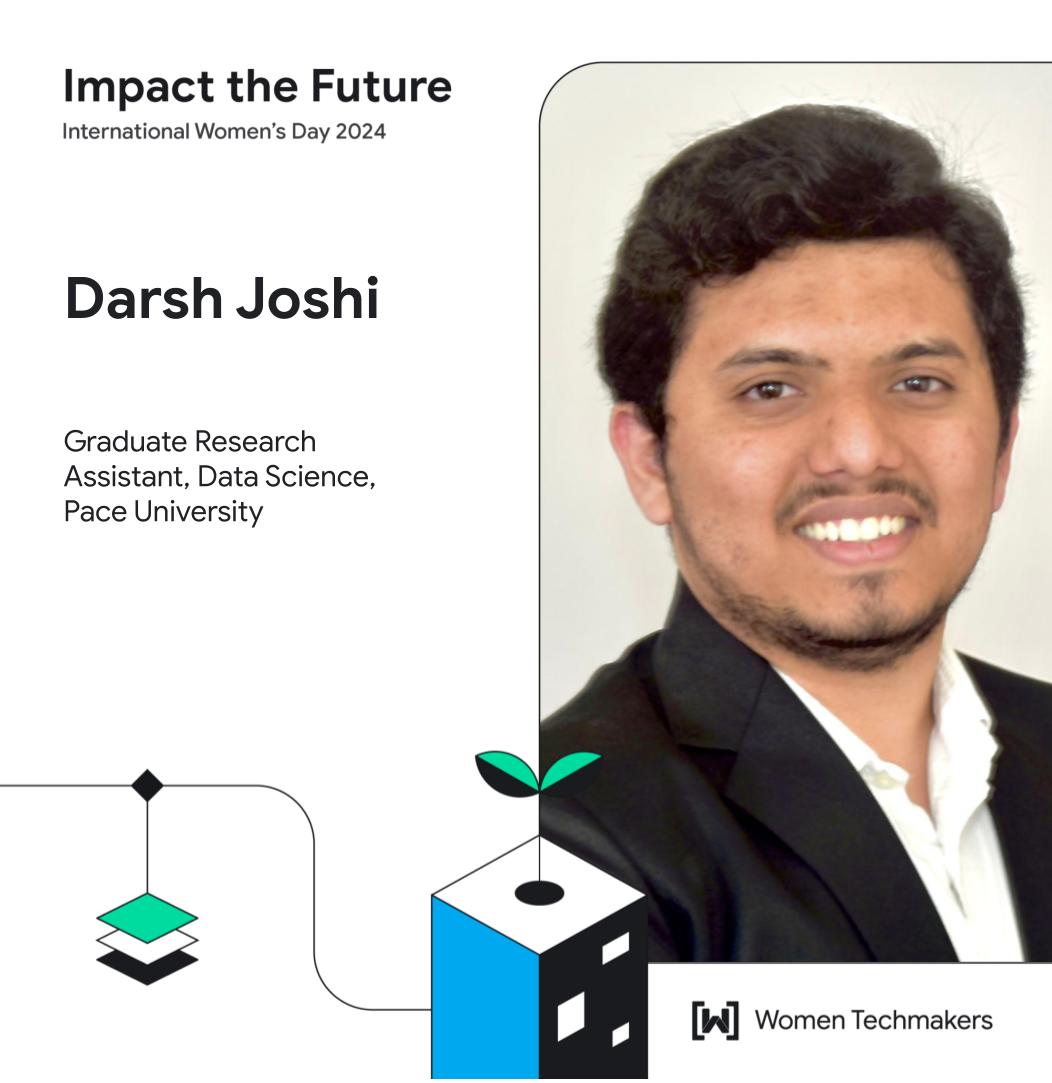 Impact the Future
International Women's Day 2024
Darsh Joshi
Graduate Research
Assistant, Data Science,
Pace University
[W] Women Techmakers